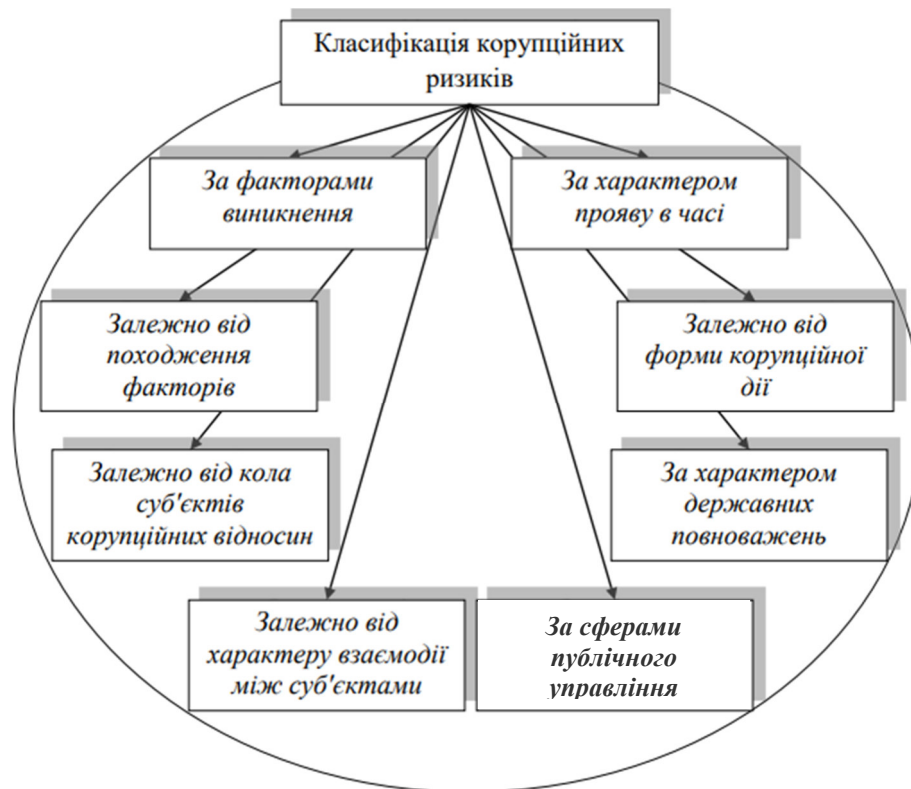 Класифікація корупційних
ризиків
За факторами
виникнення
За характером
прояву в часі
Залежно від
походження
факторів
Залежно від
форми корупційної
дії
Залежно від кола
суб'єктів
корупційних відносин
За характером
державних
повноважень
Залежно від
характеру взаємодії
між суб'єктами
За сферами
публічного
управління